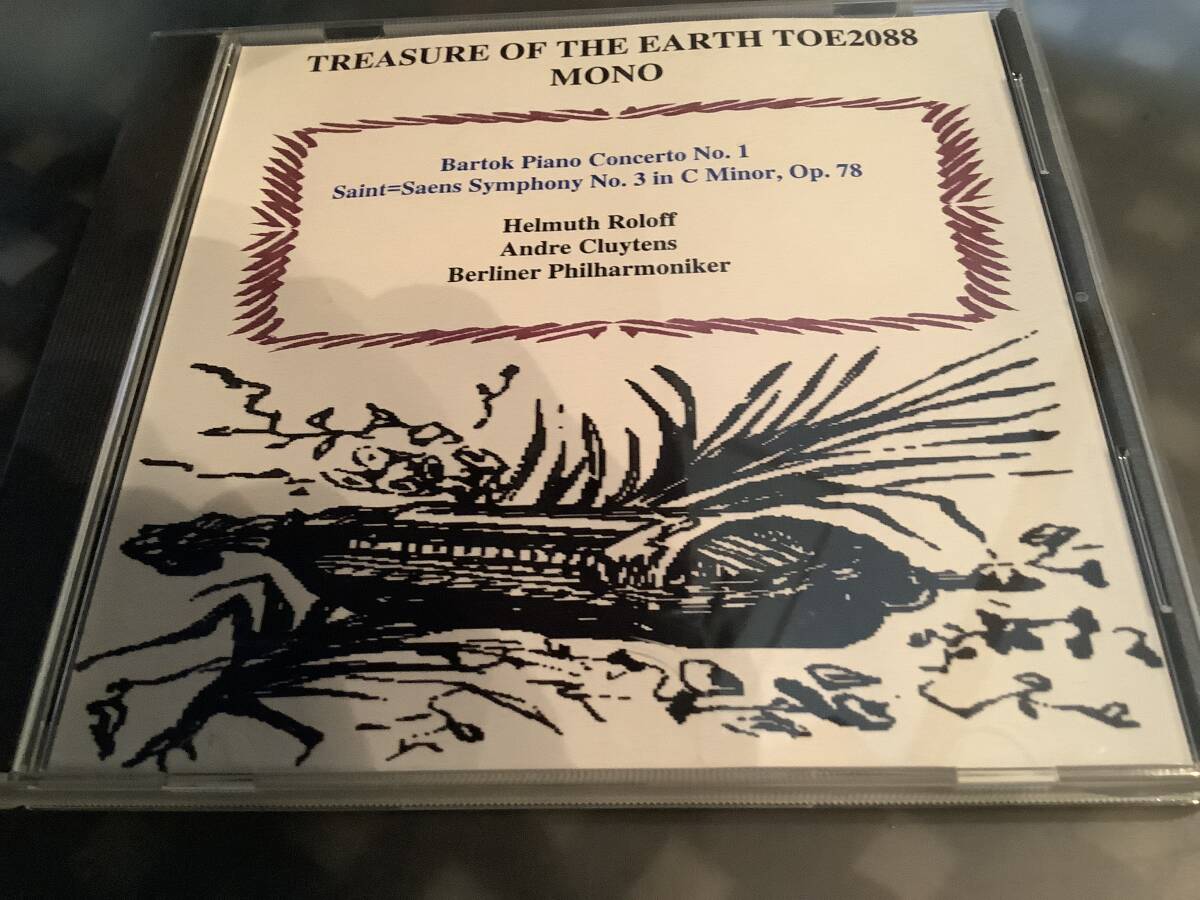 TREASURE OF THE EARTH TOE2088
MONO
Bartok Piano Concerto No. 1
Saint=Saens Symphony No. 3 in C Minor, Op. 78
Helmuth Roloff
Andre Cluytens
Berliner Philharmoniker